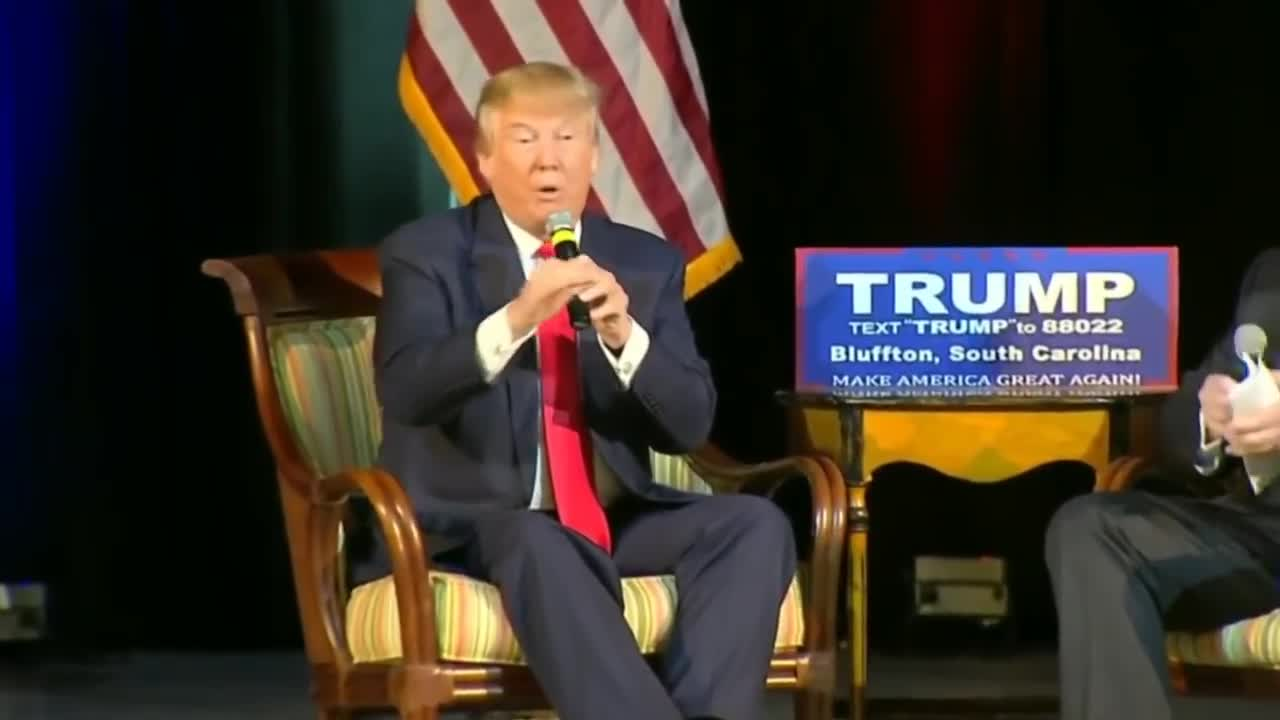 TRUMP
TEXT "TRUMP" to 88022
Bluffton, South Carolina
MAKE AMERICA GREAT AGAIN!